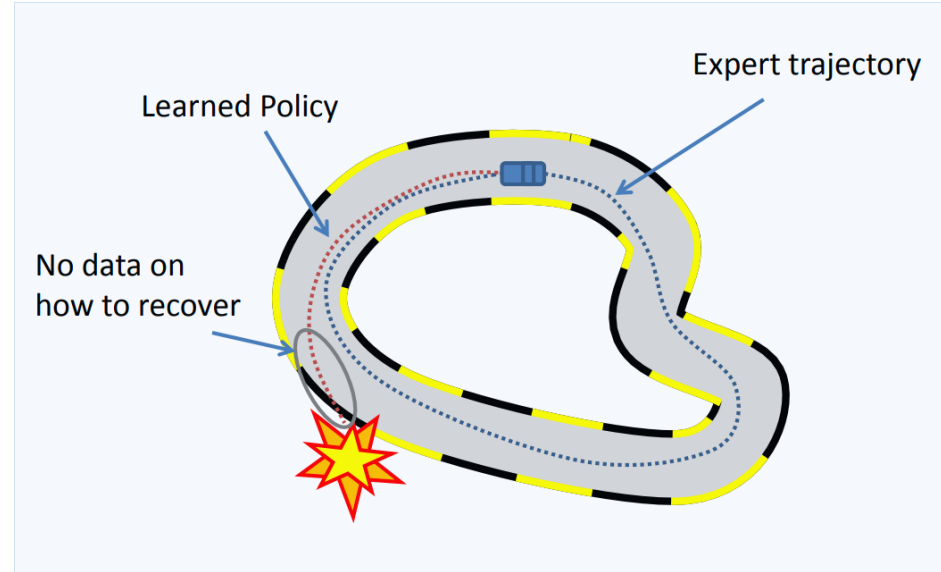 Expert trajectory
Learned Policy
No data on
how to recover